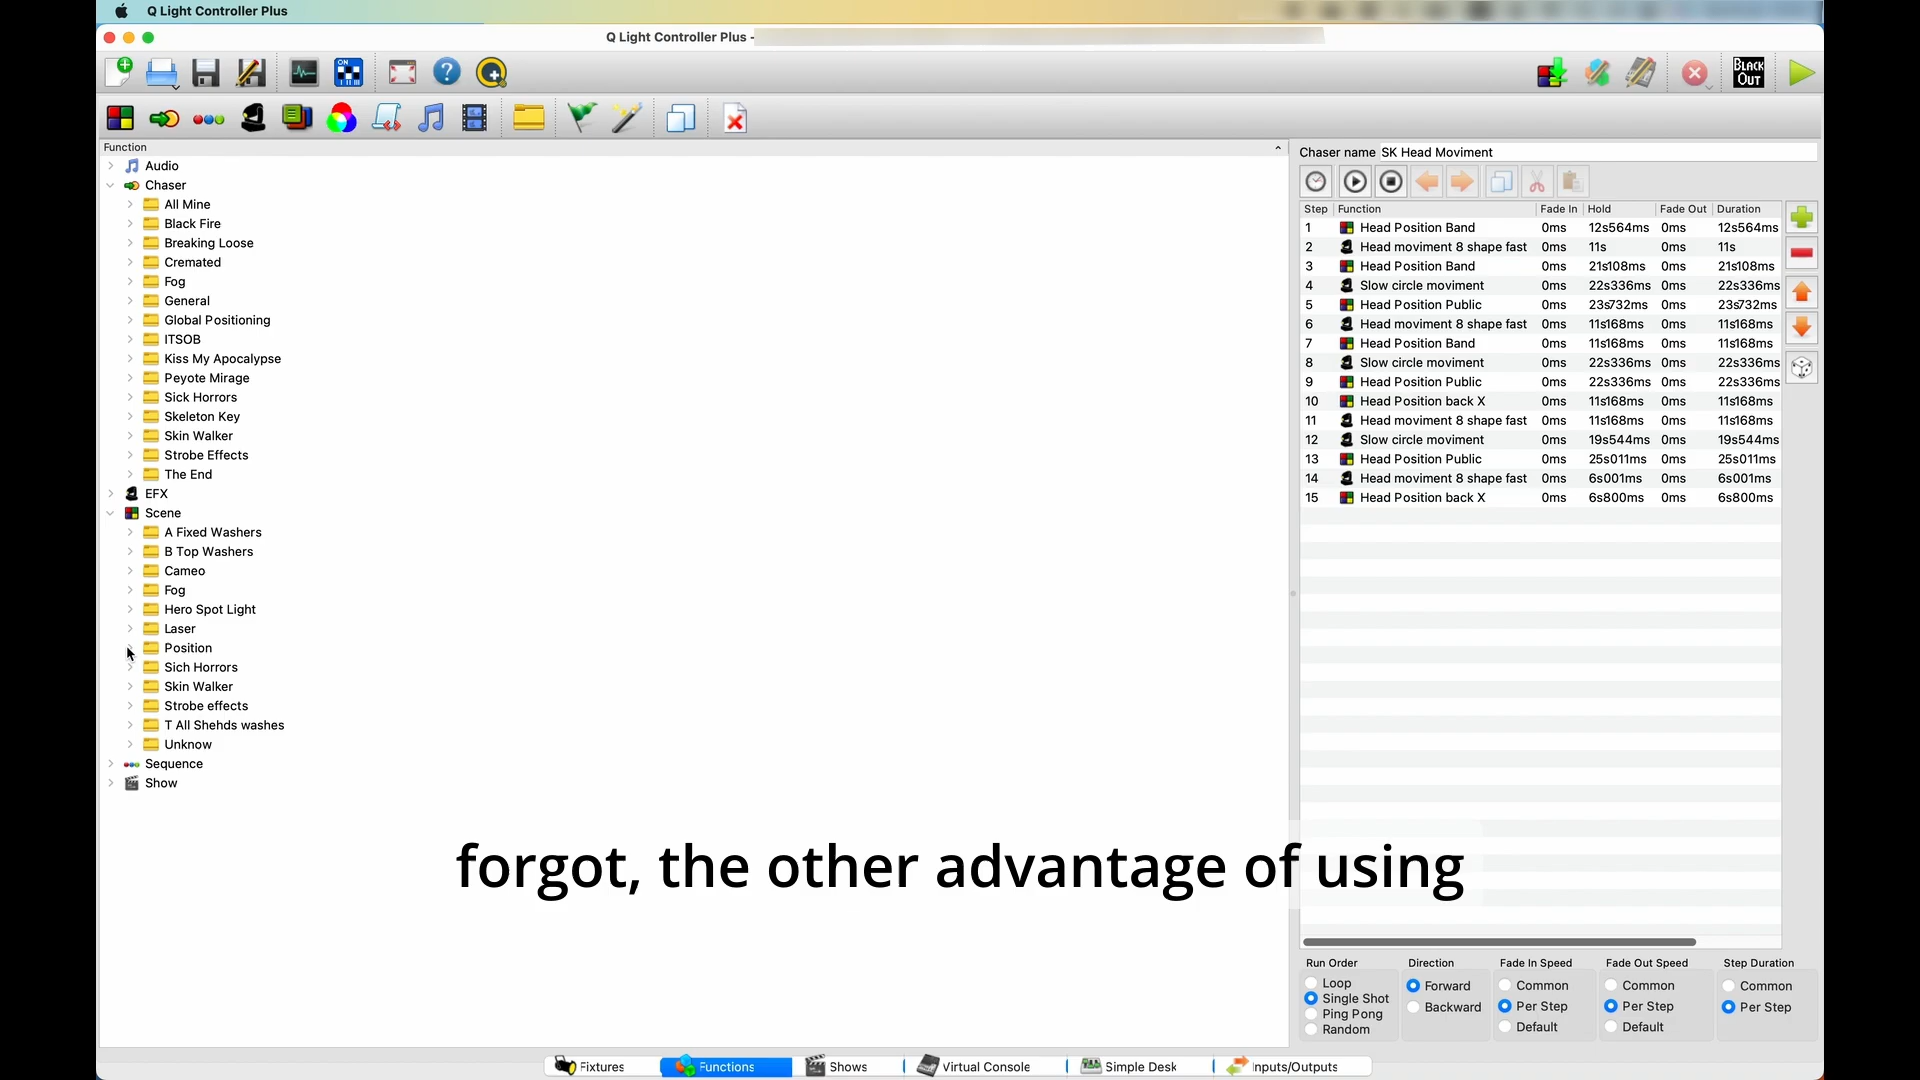 Q Light Controller Plus
Q Light Controller Plus -
ON
BLACK OUT
Function
Audio
Chaser
All Mine
Black Fire
Breaking Loose
Cremated
Fog
General
Global Positioning
ITSOB
Kiss My Apocalypse
Peyote Mirage
Sick Horrors
Skeleton Key
Skin Walker
Strobe Effects
The End
EFX
Scene
A Fixed Washers
B Top Washers
Cameo
Fog
Hero Spot Light
Laser
Position
Sich Horrors
Skin Walker
Strobe effects
T All Shehds washes
Unknow
Sequence
Show
Chaser name SK Head Moviment
Step Function Fade In Hold Fade Out Duration
1 Head Position Band 0ms 12s564ms 0ms 12s564ms
2 Head moviment 8 shape fast 0ms 11s 0ms 11s
3 Head Position Band 0ms 21s108ms 0ms 21s108ms
4 Slow circle moviment 0ms 22s336ms 0ms 22s336ms
5 Head Position Public 0ms 23s732ms 0ms 23s732ms
6 Head moviment 8 shape fast 0ms 11s168ms 0ms 11s168ms
7 Head Position Band 0ms 11s168ms 0ms 11s168ms
8 Slow circle moviment 0ms 22s336ms 0ms 22s336ms
9 Head Position Public 0ms 22s336ms 0ms 22s336ms
10 Head Position back X 0ms 11s168ms 0ms 11s168ms
11 Head moviment 8 shape fast 0ms 11s168ms 0ms 11s168ms
12 Slow circle moviment 0ms 19s544ms 0ms 19s544ms
13 Head Position Public 0ms 25s011ms 0ms 25s011ms
14 Head moviment 8 shape fast 0ms 6s001ms 0ms 6s001ms
15 Head Position back X 0ms 6s800ms 0ms 6s800ms
forgot, the other advantage of using
Run Order Direction Fade In Speed Fade Out Speed Step Duration
Loop Forward Common Common Common
Single Shot Backward Per Step Per Step Per Step
Ping Pong Default Default
Random
Fixtures Functions Shows Virtual Console Simple Desk Inputs/Outputs